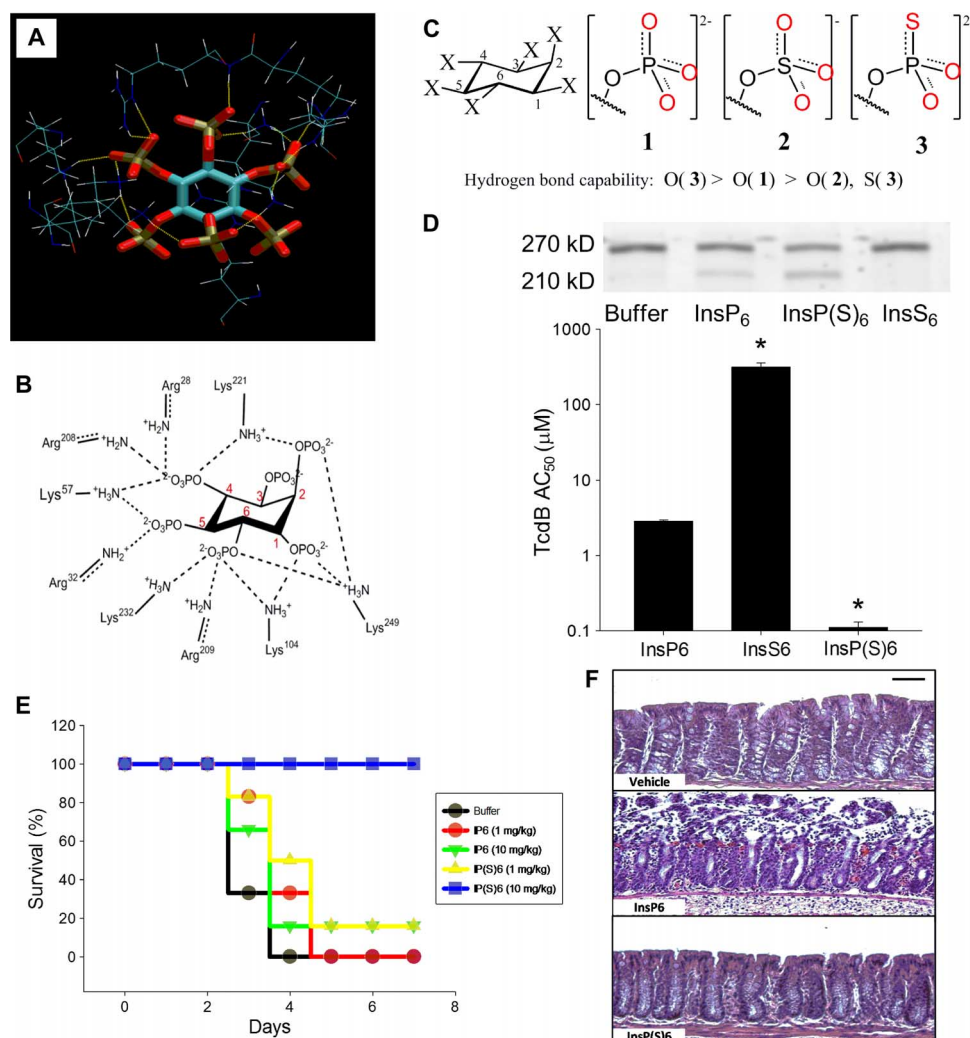 A
B
Arg28
Lys221
Arg208
+H2N
+H2N
NH3+
OPO32-
Lys57
+H3N
2-O3PO
OPO32-
4
3
2
2-O3PO
5
6
1
2-O3PO
OPO32-
NH2+
Arg32
+H3N
+H2N
NH3+
+H3N
Lys232
Arg209
Lys104
Lys249
C
X
X
X
X
X
X
4
3
2
5
6
1
O
P
O
O
O
2-
1
O
S
O
O
O
-
2
S
P
O
O
O
2
3
Hydrogen bond capability: O(3) > O(1) > O(2), S(3)
D
270 kD
210 kD
Buffer InsP6 InsP(S)6 InsS6
TcdB AC50 (μM)
1000
100
10
1
0.1
*
*
InsP6 InsS6 InsP(S)6
E
Survival (%)
120
100
80
60
40
20
0
0 2 4 6 8
Days
Buffer
IP6 (1 mg/kg)
IP6 (10 mg/kg)
IP(S)6 (1 mg/kg)
IP(S)6 (10 mg/kg)
F
Vehicle
InsP6
InsP(S)6